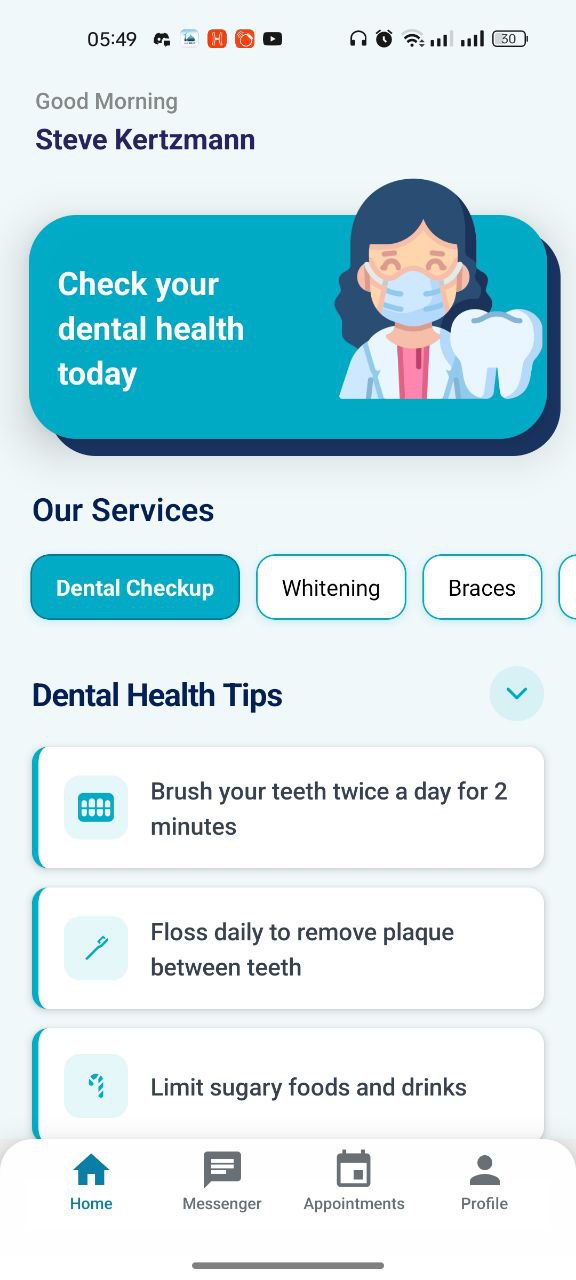 05:49
30
Good Morning
Steve Kertzmann
Check your
dental health
today
Our Services
Dental Checkup
Whitening
Braces
Dental Health Tips
Brush your teeth twice a day for 2
minutes
Floss daily to remove plaque
between teeth
Limit sugary foods and drinks
Home
Messenger
Appointments
Profile